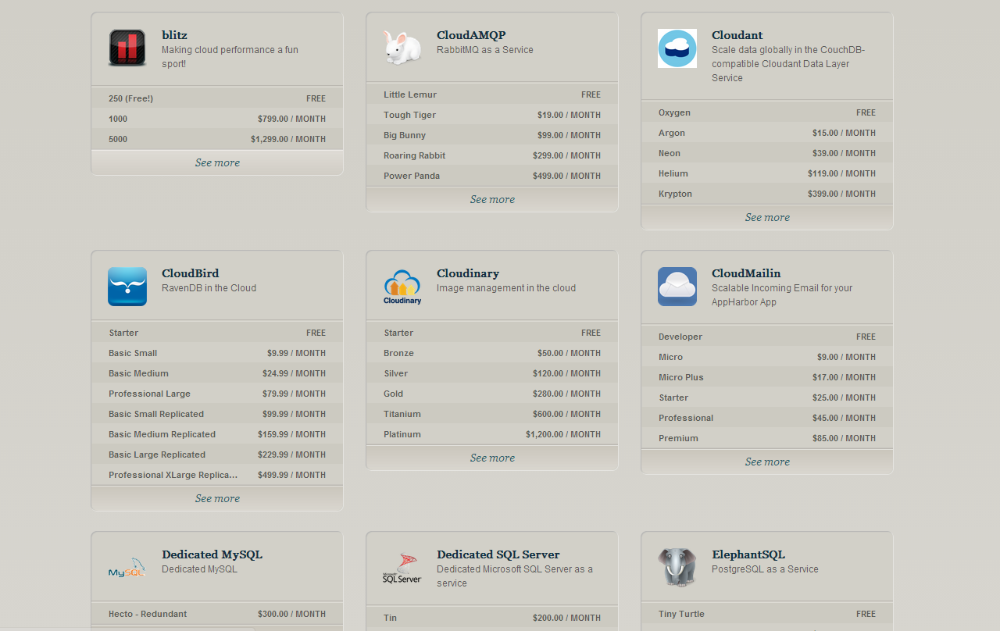 blitz
Making cloud performance a fun
sport!
250 (Free!) FREE
1000 $799.00 / MONTH
5000 $1,299.00 / MONTH
See more
CloudAMQP
RabbitMQ as a Service
Little Lemur FREE
Tough Tiger $19.00 / MONTH
Big Bunny $99.00 / MONTH
Roaring Rabbit $299.00 / MONTH
Power Panda $499.00 / MONTH
See more
Cloudant
Scale data globally in the CouchDB-
compatible Cloudant Data Layer
Service
Oxygen FREE
Argon $15.00 / MONTH
Neon $39.00 / MONTH
Helium $119.00 / MONTH
Krypton $399.00 / MONTH
See more
CloudBird
RavenDB in the Cloud
Starter FREE
Basic Small $9.99 / MONTH
Basic Medium $24.99 / MONTH
Professional Large $79.99 / MONTH
Basic Small Replicated $99.99 / MONTH
Basic Medium Replicated $159.99 / MONTH
Basic Large Replicated $229.99 / MONTH
Professional XLarge Replica... $499.99 / MONTH
See more
Cloudinary
Cloudinary
Image management in the cloud
Starter FREE
Bronze $50.00 / MONTH
Silver $120.00 / MONTH
Gold $280.00 / MONTH
Titanium $600.00 / MONTH
Platinum $1,200.00 / MONTH
See more
CloudMailin
Scalable Incoming Email for your
AppHarbor App
Developer FREE
Micro $9.00 / MONTH
Micro Plus $17.00 / MONTH
Starter $25.00 / MONTH
Professional $45.00 / MONTH
Premium $85.00 / MONTH
See more
MySQL
Dedicated MySQL
Dedicated MySQL
Hecto - Redundant $300.00 / MONTH
Microsoft
SQL Server
Dedicated SQL Server
Dedicated Microsoft SQL Server as a
service
Tin $200.00 / MONTH
ElephantSQL
PostgreSQL as a Service
Tiny Turtle FREE